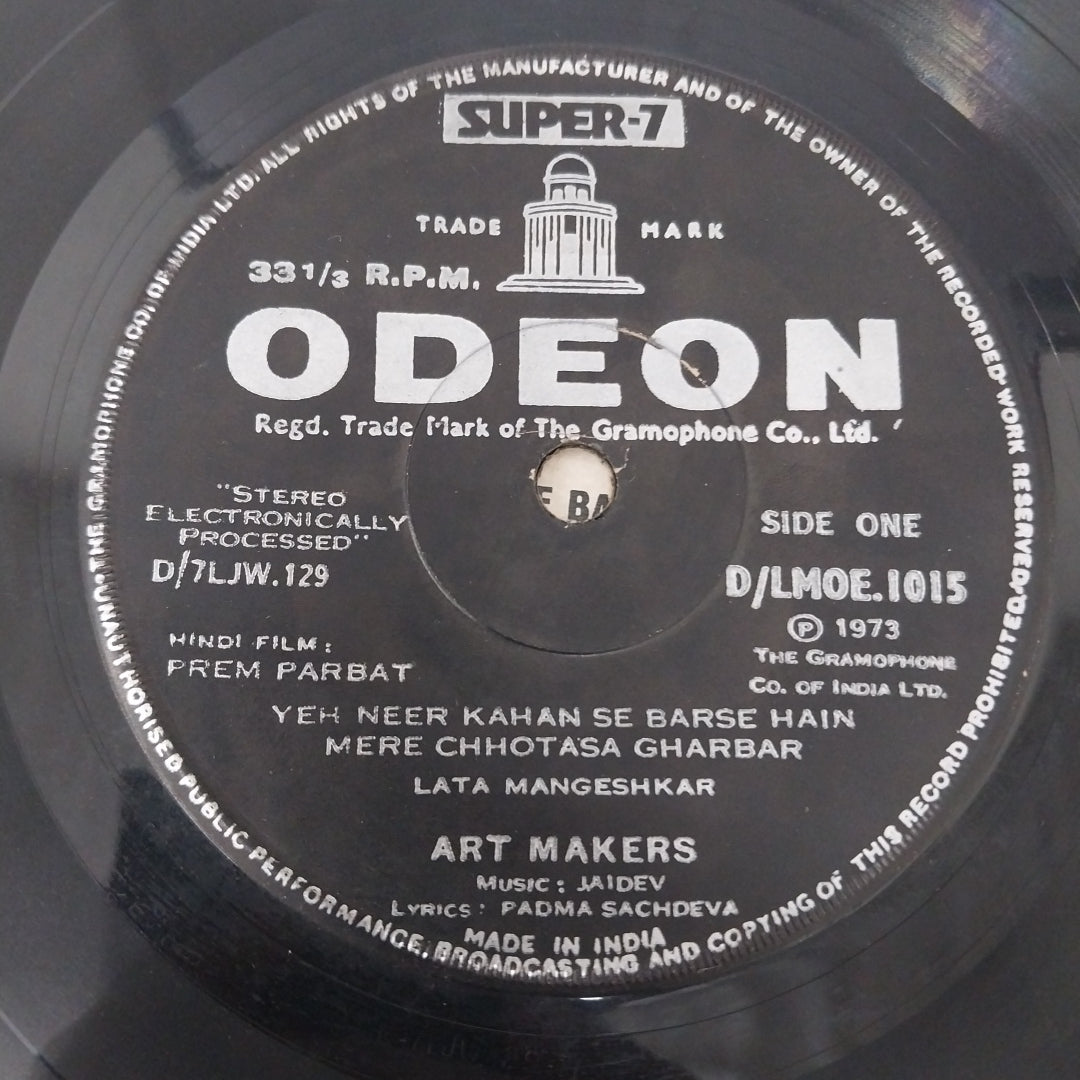 THE GRAMOPHONE CO. OF INDIA LTD. ALL RIGHTS OF THE MANUFACTURER AND OF THE OWNER OF THE RECORDED WORK RESERVED. UNAUTHORISED PUBLIC PERFORMANCE, BROADCASTING AND COPYING OF THIS RECORD PROHIBITED.
SUPER-7
TRADE MARK
33 1/3 R.P.M.
ODEON
Regd. Trade Mark of The Gramophone Co., Ltd.
E BA
"STEREO
ELECTRONICALLY
PROCESSED"
D/7LJW.129
SIDE ONE
D/LMOE.1015
Ⓟ 1973
THE GRAMOPHONE
CO. OF INDIA LTD.
HINDI FILM:
PREM PARBAT
YEH NEER KAHAN SE BARSE HAIN
MERE CHHOTASA GHARBAR
LATA MANGESHKAR
ART MAKERS
MUSIC: JAIDEV
LYRICS: PADMA SACHDEVA
MADE IN INDIA